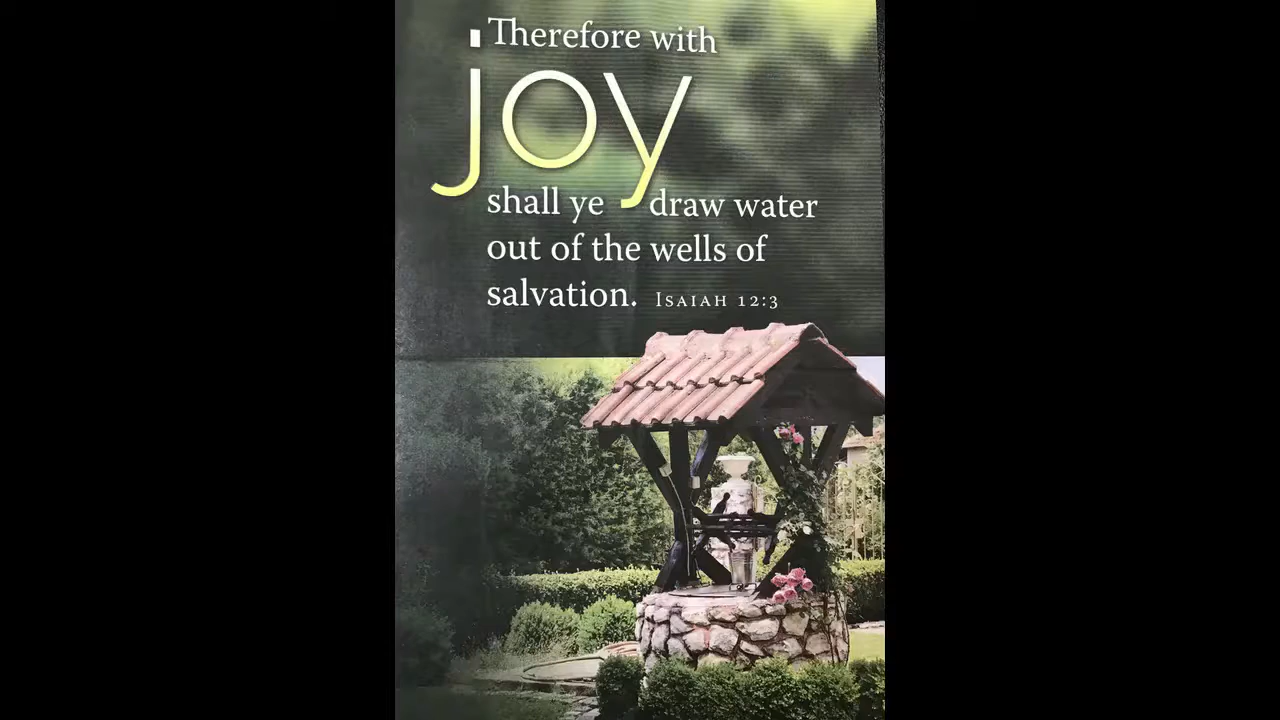 Therefore with
joy
shall ye draw water
out of the wells of
salvation. Isaiah 12:3